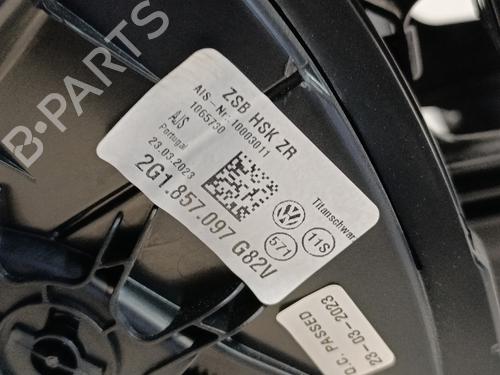 B-PARTS
ZSB HSK ZR
AIS-Nr.:10003011
1065730
AIS
Portugal
23.03.2023
2G1.857.097 G82V
571
11S
Titanschwarz
Q.C. PASSED
23-03-2023